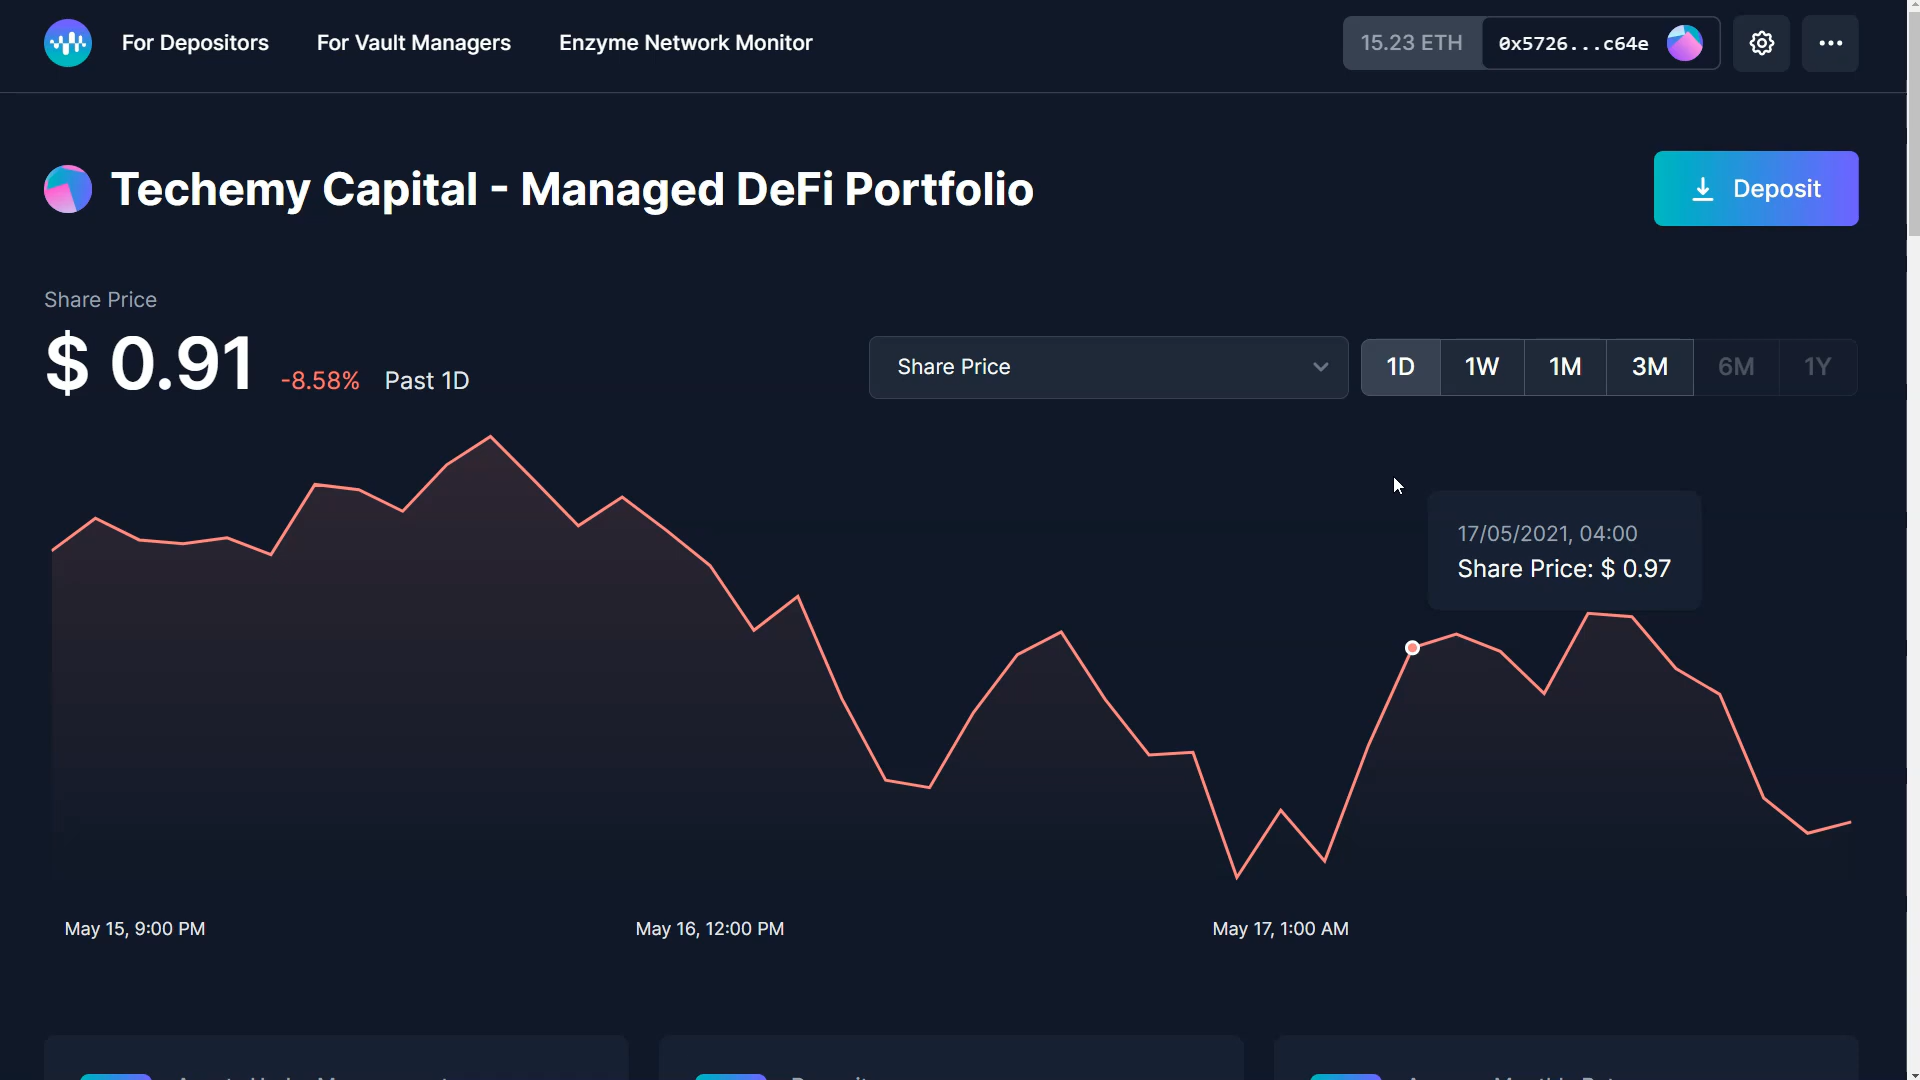 For Depositors
For Vault Managers
Enzyme Network Monitor
15.23 ETH
0x5726...c64e
Techemy Capital - Managed DeFi Portfolio
Deposit
Share Price
$ 0.91
-8.58%
Past 1D
Share Price
1D
1W
1M
3M
6M
1Y
17/05/2021, 04:00
Share Price: $ 0.97
May 15, 9:00 PM
May 16, 12:00 PM
May 17, 1:00 AM